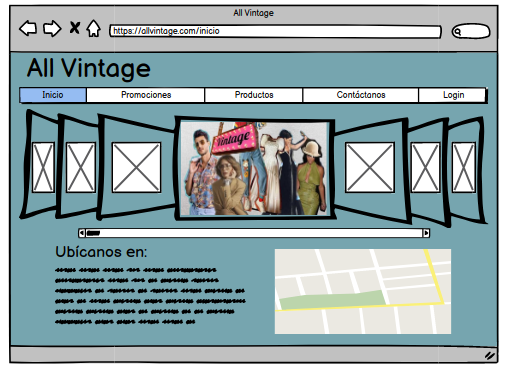 All Vintage
https://allvintage.com/inicio
All Vintage
Inicio Promociones Productos Contáctanos Login
Vintage
Ubícanos en: